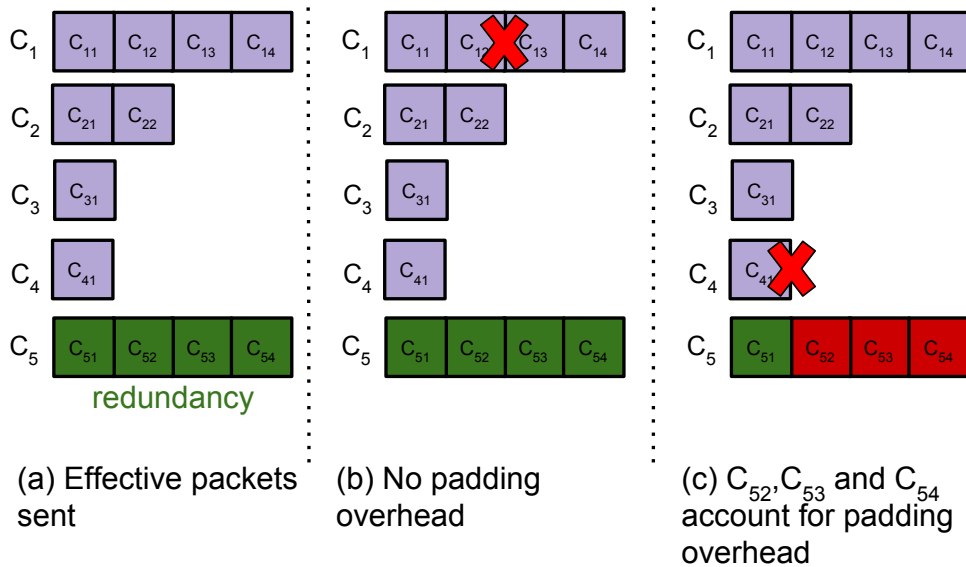 C1 C11 C12 C13 C14
C2 C21 C22
C3 C31
C4 C41
C5 C51 C52 C53 C54
redundancy
(a) Effective packets
sent
C1 C11 C12 C13 C14
C2 C21 C22
C3 C31
C4 C41
C5 C51 C52 C53 C54
(b) No padding
overhead
C1 C11 C12 C13 C14
C2 C21 C22
C3 C31
C4 C41
C5 C51 C52 C53 C54
(c) C52,C53 and C54
account for padding
overhead